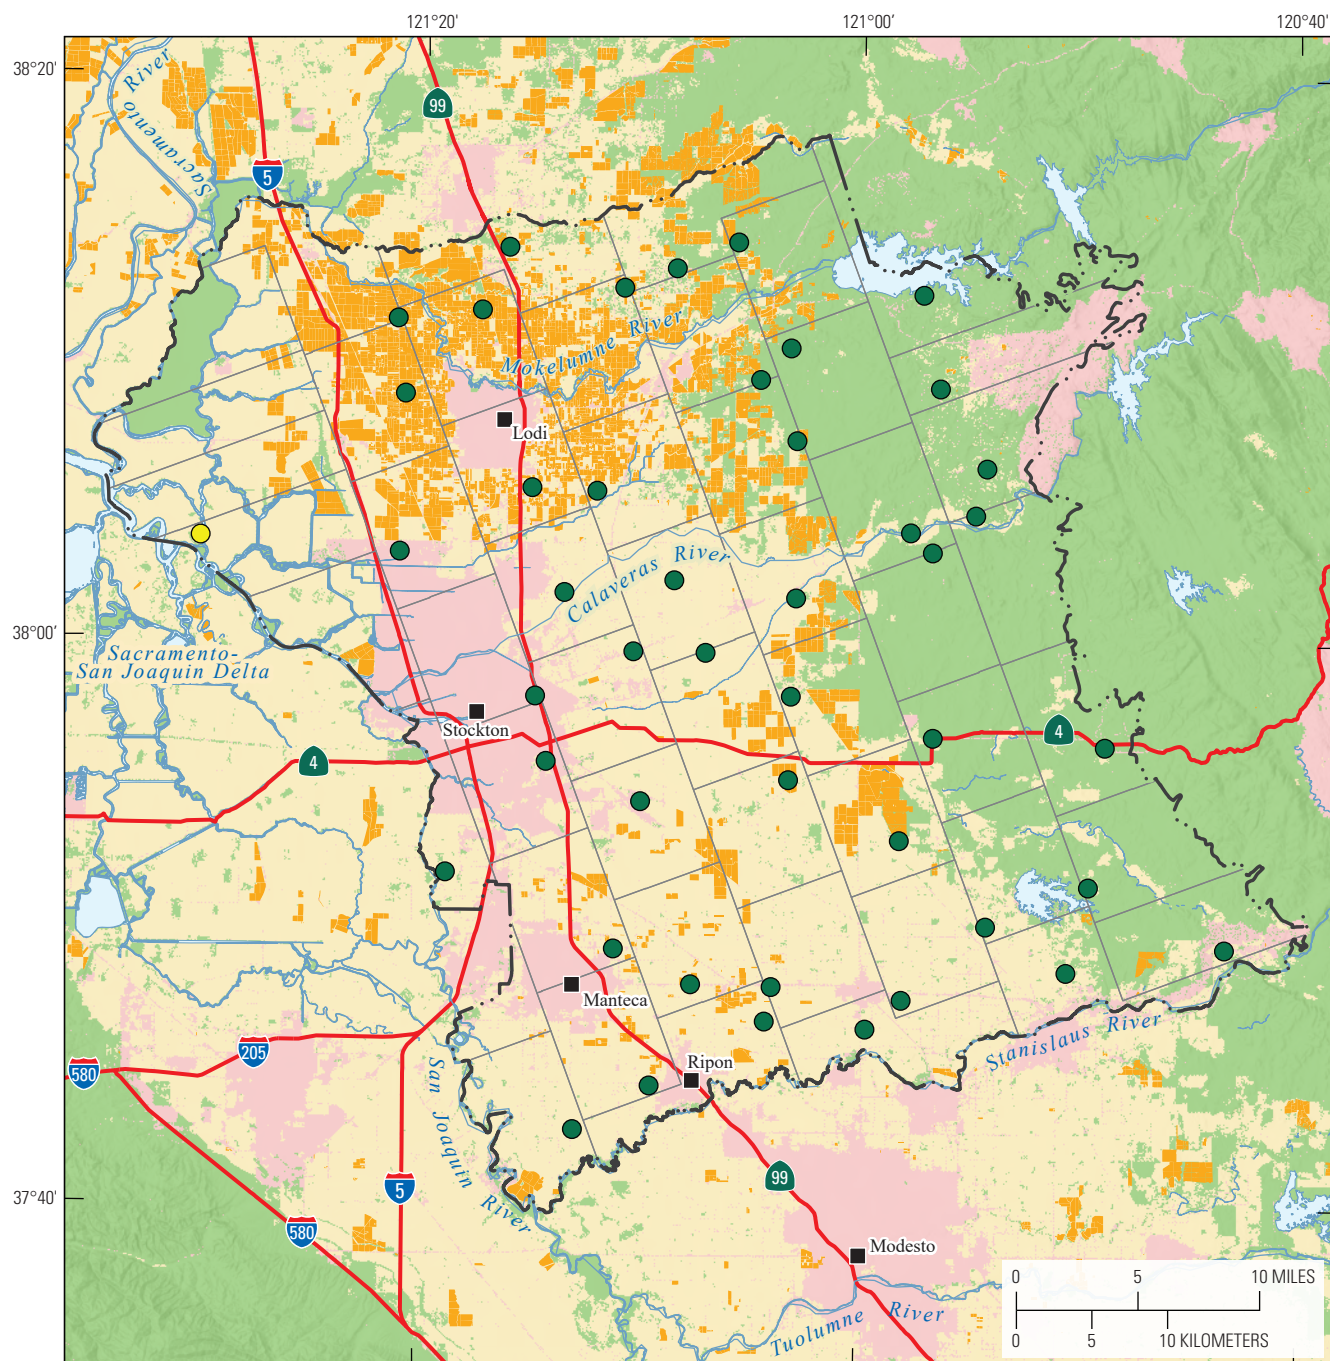 121°20'
121°00'
120°40'
38°20'
Sacramento River
99
5
Mokelumne River
Lodi
Calaveras River
38°00'
Sacramento-
San Joaquin Delta
Stockton
4
4
Manteca
Stanislaus River
205
580
Ripon
San Joaquin River
37°40'
5
99
580
Modesto
Tuolumne River
0 5 10 MILES
0 5 10 KILOMETERS